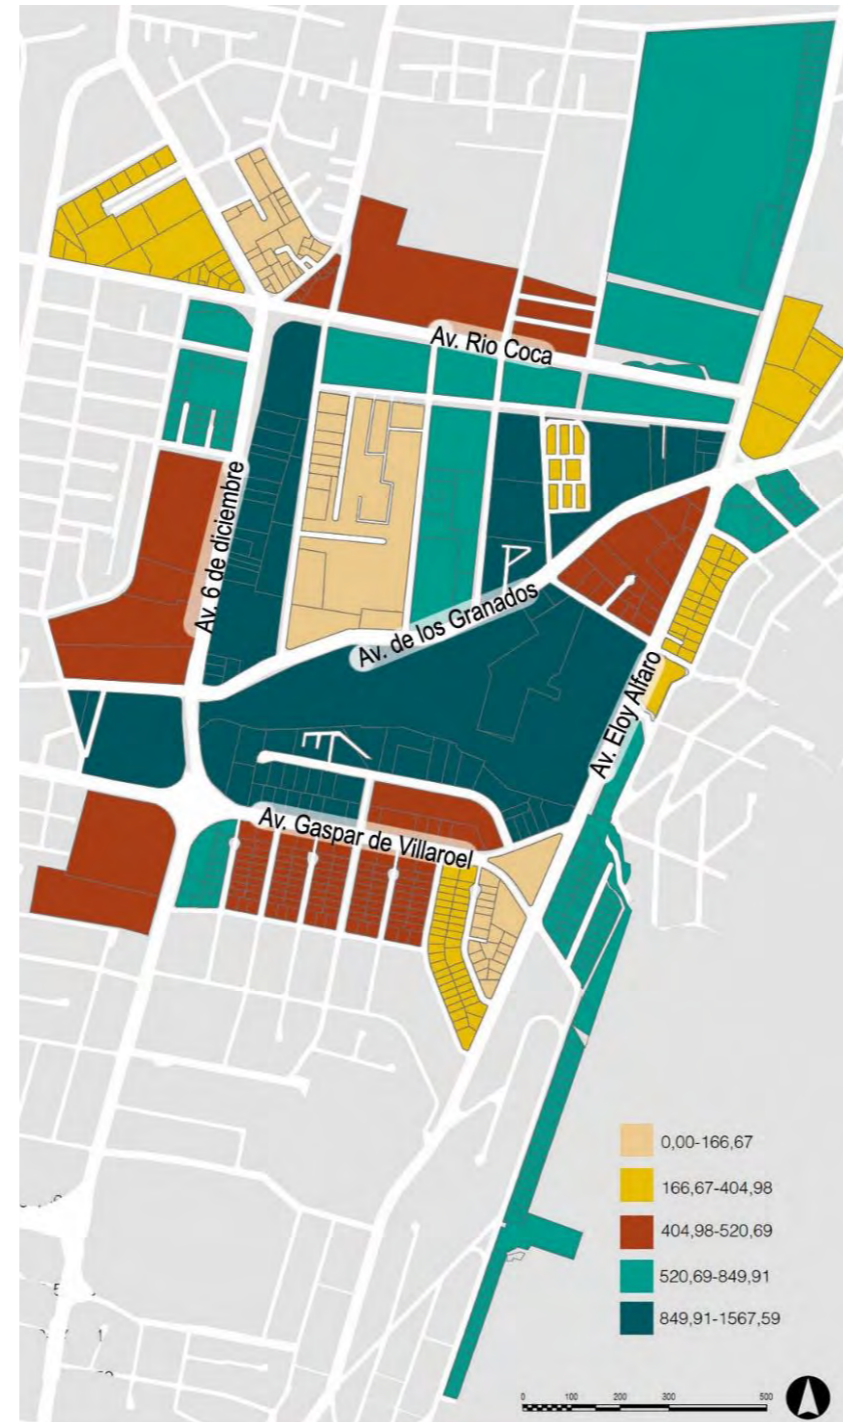 Av. Rio Coca
Av. 6 de diciembre
Av. de los Granados
Av. Eloy Alfaro
Av. Gaspar de Villaroel
0,00-166,67
166,67-404,98
404,98-520,69
520,69-849,91
849,91-1567,59
0 100 200 300 500